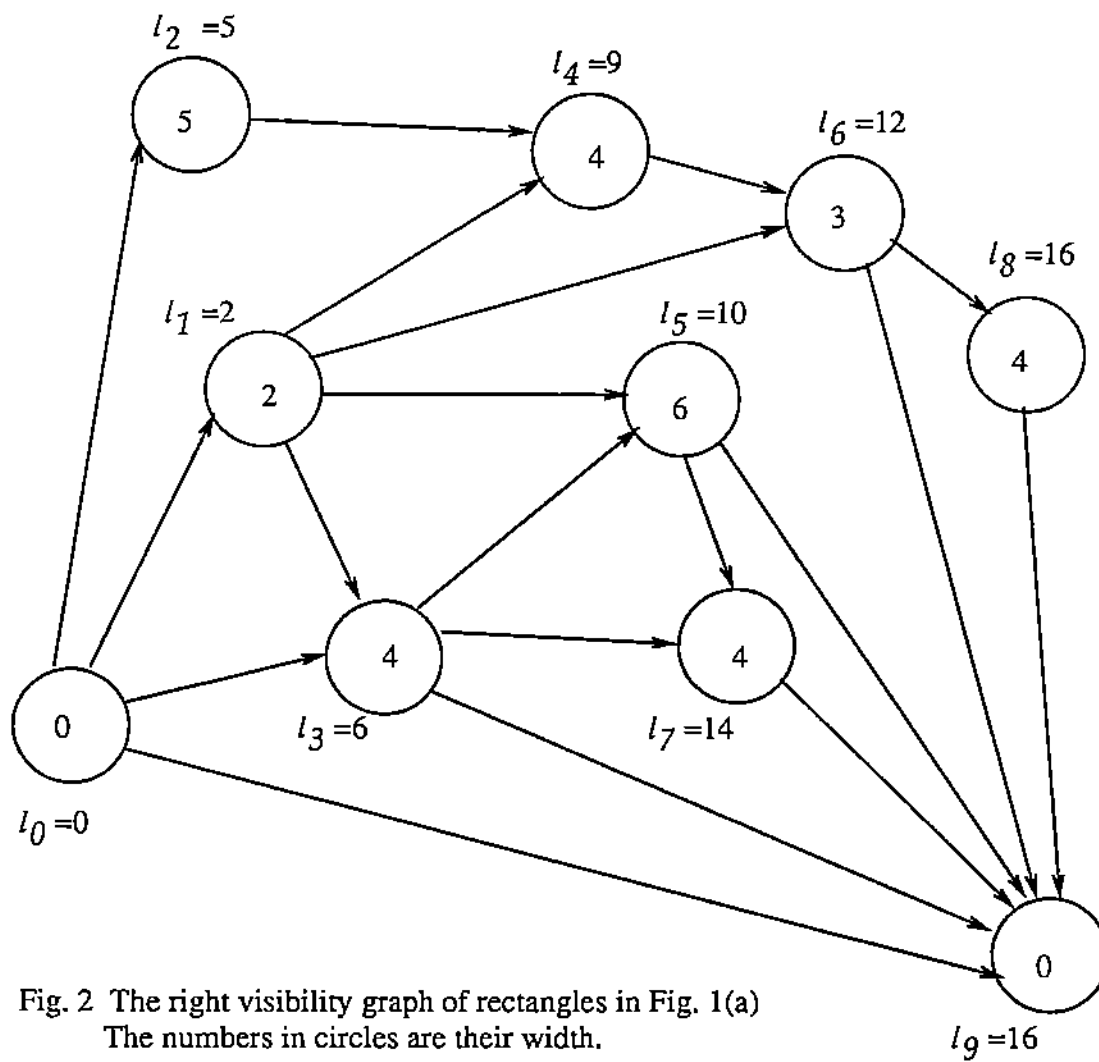 l2 =5
5
l4 =9
4
l6 =12
3
l8 =16
4
l1 =2
2
l5 =10
6
4
l3 =6
4
l7 =14
0
l0 =0
0
l9 =16
Fig. 2 The right visibility graph of rectangles in Fig. 1(a)
The numbers in circles are their width.